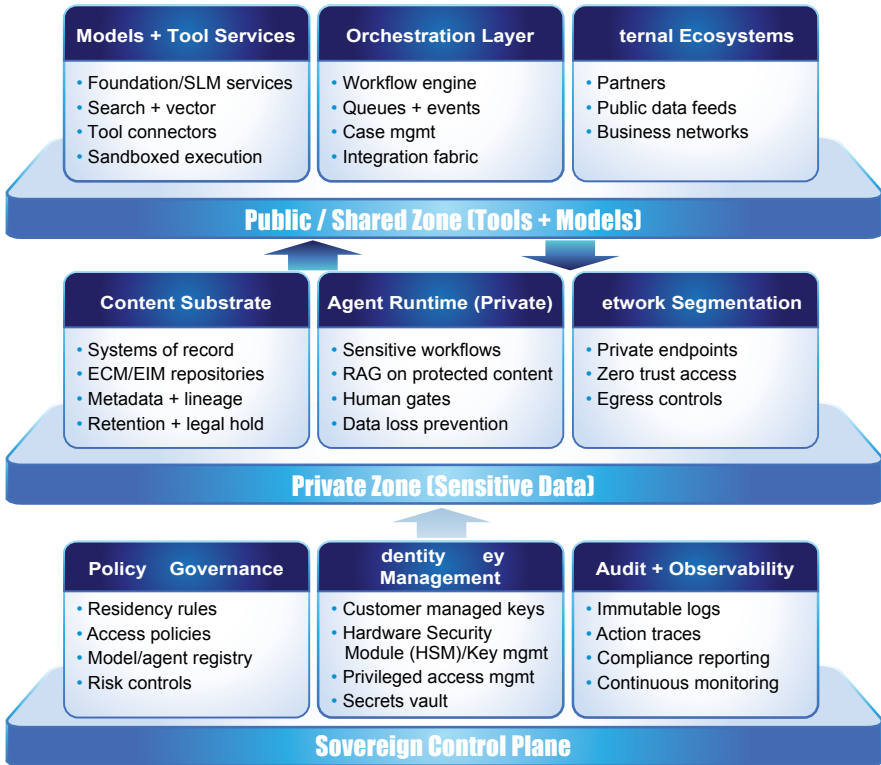 Models + Tool Services
• Foundation/SLM services
• Search + vector
• Tool connectors
• Sandboxed execution
Orchestration Layer
• Workflow engine
• Queues + events
• Case mgmt
• Integration fabric
ternal Ecosystems
• Partners
• Public data feeds
• Business networks
Public / Shared Zone (Tools + Models)
Content Substrate
• Systems of record
• ECM/EIM repositories
• Metadata + lineage
• Retention + legal hold
Agent Runtime (Private)
• Sensitive workflows
• RAG on protected content
• Human gates
• Data loss prevention
etwork Segmentation
• Private endpoints
• Zero trust access
• Egress controls
Private Zone (Sensitive Data)
Policy Governance
• Residency rules
• Access policies
• Model/agent registry
• Risk controls
dentity ey
Management
• Customer managed keys
• Hardware Security
Module (HSM)/Key mgmt
• Privileged access mgmt
• Secrets vault
Audit + Observability
• Immutable logs
• Action traces
• Compliance reporting
• Continuous monitoring
Sovereign Control Plane